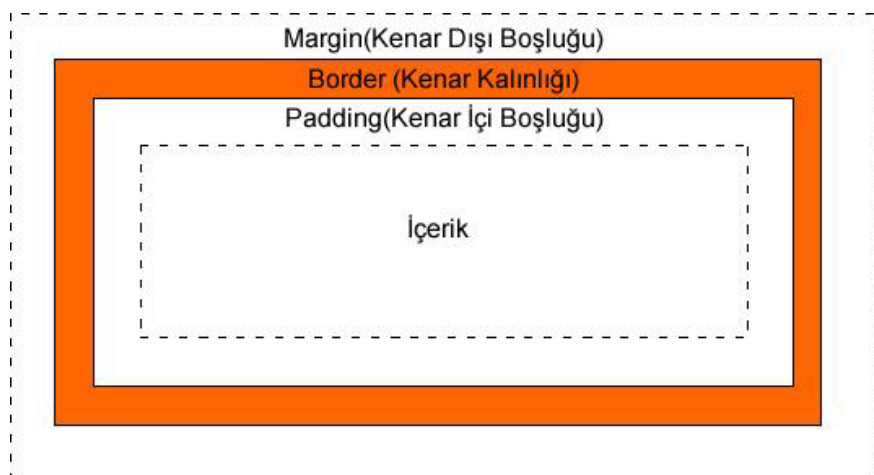 Margin(Kenar Dışı Boşluğu)
Border (Kenar Kalınlığı)
Padding(Kenar İçi Boşluğu)
İçerik